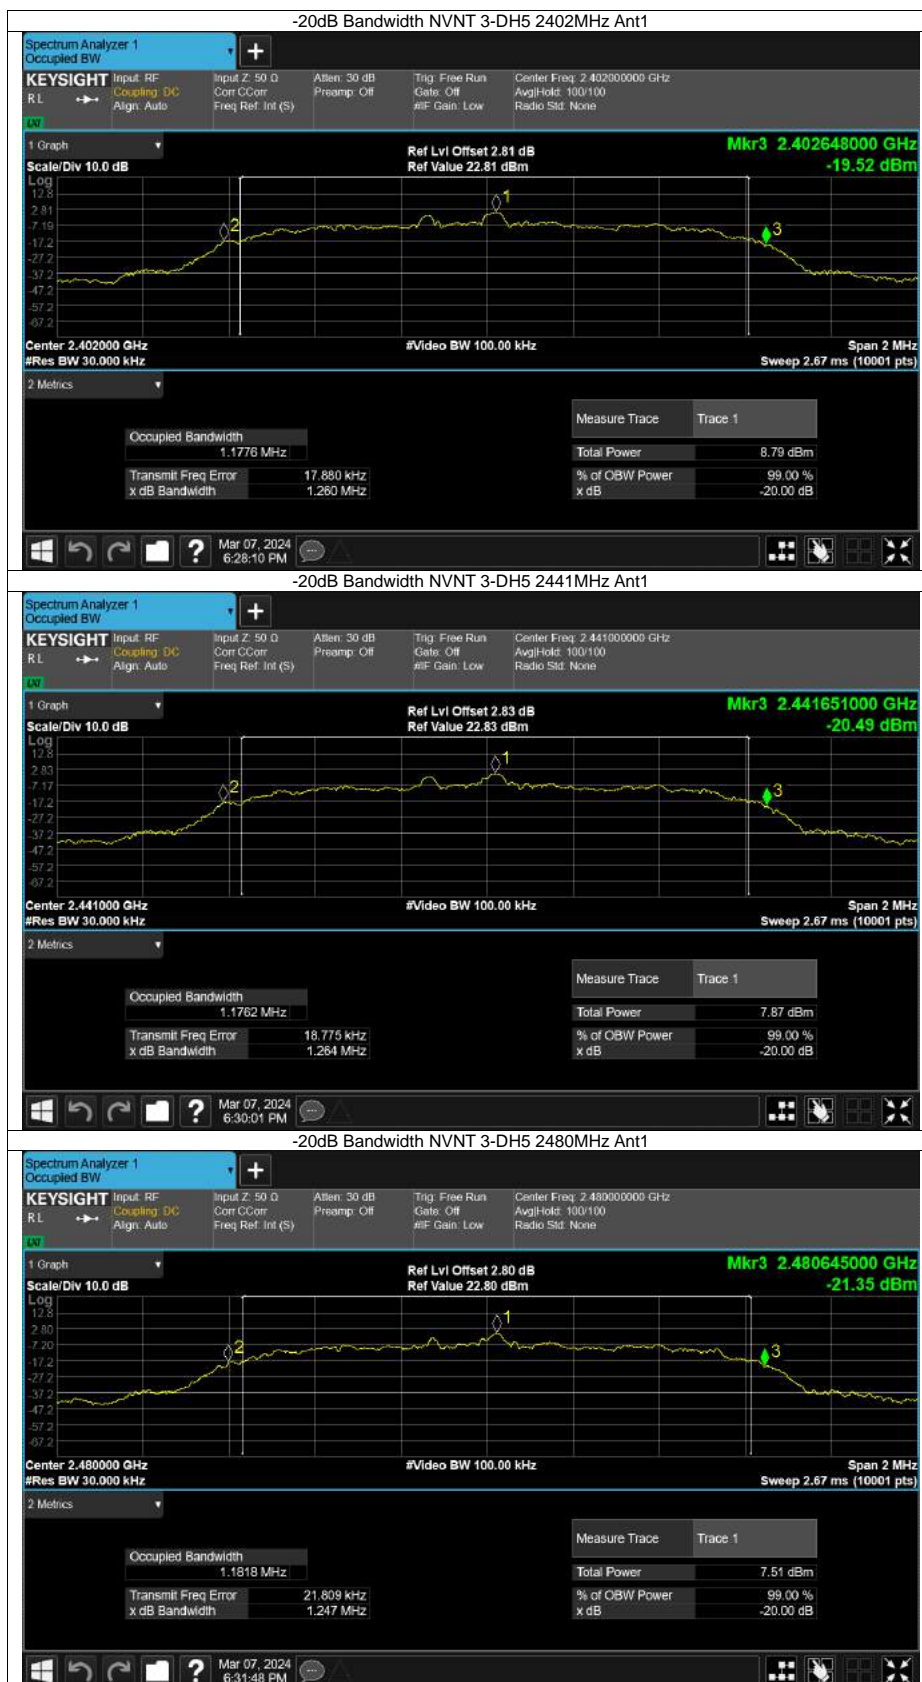 -20dB Bandwidth NVNT 3-DH5 2402MHz Ant1
Spectrum Analyzer 1
Occupied BW
+
KEYSIGHT Input: RF Input Z: 50 Ω Atten: 30 dB Trig: Free Run Center Freq: 2.402000000 GHz
R L Coupling: DC Corr CCorr Preamp: Off Gate: Off Avg|Hold: 100/100
Align: Auto Freq Ref: Int (S) #IF Gain: Low Radio Std: None
LXI
1 Graph
Ref Lvl Offset 2.81 dB Mkr3 2.402648000 GHz
Scale/Div 10.0 dB Ref Value 22.81 dBm -19.52 dBm
Log
12.8
2.81
-7.19
-17.2
-27.2
-37.2
-47.2
-57.2
-67.2
1
2
3
Center 2.402000 GHz #Video BW 100.00 kHz Span 2 MHz
#Res BW 30.000 kHz Sweep 2.67 ms (10001 pts)
2 Metrics
Measure Trace Trace 1
Occupied Bandwidth
1.1776 MHz Total Power 8.79 dBm
Transmit Freq Error 17.880 kHz % of OBW Power 99.00 %
x dB Bandwidth 1.260 MHz x dB -20.00 dB
? Mar 07, 2024
6:28:10 PM
-20dB Bandwidth NVNT 3-DH5 2441MHz Ant1
Spectrum Analyzer 1
Occupied BW
+
KEYSIGHT Input: RF Input Z: 50 Ω Atten: 30 dB Trig: Free Run Center Freq: 2.441000000 GHz
R L Coupling: DC Corr CCorr Preamp: Off Gate: Off Avg|Hold: 100/100
Align: Auto Freq Ref: Int (S) #IF Gain: Low Radio Std: None
LXI
1 Graph
Ref Lvl Offset 2.83 dB Mkr3 2.441651000 GHz
Scale/Div 10.0 dB Ref Value 22.83 dBm -20.49 dBm
Log
12.8
2.83
-7.17
-17.2
-27.2
-37.2
-47.2
-57.2
-67.2
1
2
3
Center 2.441000 GHz #Video BW 100.00 kHz Span 2 MHz
#Res BW 30.000 kHz Sweep 2.67 ms (10001 pts)
2 Metrics
Measure Trace Trace 1
Occupied Bandwidth
1.1762 MHz Total Power 7.87 dBm
Transmit Freq Error 18.775 kHz % of OBW Power 99.00 %
x dB Bandwidth 1.264 MHz x dB -20.00 dB
? Mar 07, 2024
6:30:01 PM
-20dB Bandwidth NVNT 3-DH5 2480MHz Ant1
Spectrum Analyzer 1
Occupied BW
+
KEYSIGHT Input: RF Input Z: 50 Ω Atten: 30 dB Trig: Free Run Center Freq: 2.480000000 GHz
R L Coupling: DC Corr CCorr Preamp: Off Gate: Off Avg|Hold: 100/100
Align: Auto Freq Ref: Int (S) #IF Gain: Low Radio Std: None
LXI
1 Graph
Ref Lvl Offset 2.80 dB Mkr3 2.480645000 GHz
Scale/Div 10.0 dB Ref Value 22.80 dBm -21.35 dBm
Log
12.8
2.80
-7.20
-17.2
-27.2
-37.2
-47.2
-57.2
-67.2
1
2
3
Center 2.480000 GHz #Video BW 100.00 kHz Span 2 MHz
#Res BW 30.000 kHz Sweep 2.67 ms (10001 pts)
2 Metrics
Measure Trace Trace 1
Occupied Bandwidth
1.1818 MHz Total Power 7.51 dBm
Transmit Freq Error 21.809 kHz % of OBW Power 99.00 %
x dB Bandwidth 1.247 MHz x dB -20.00 dB
? Mar 07, 2024
6:31:48 PM